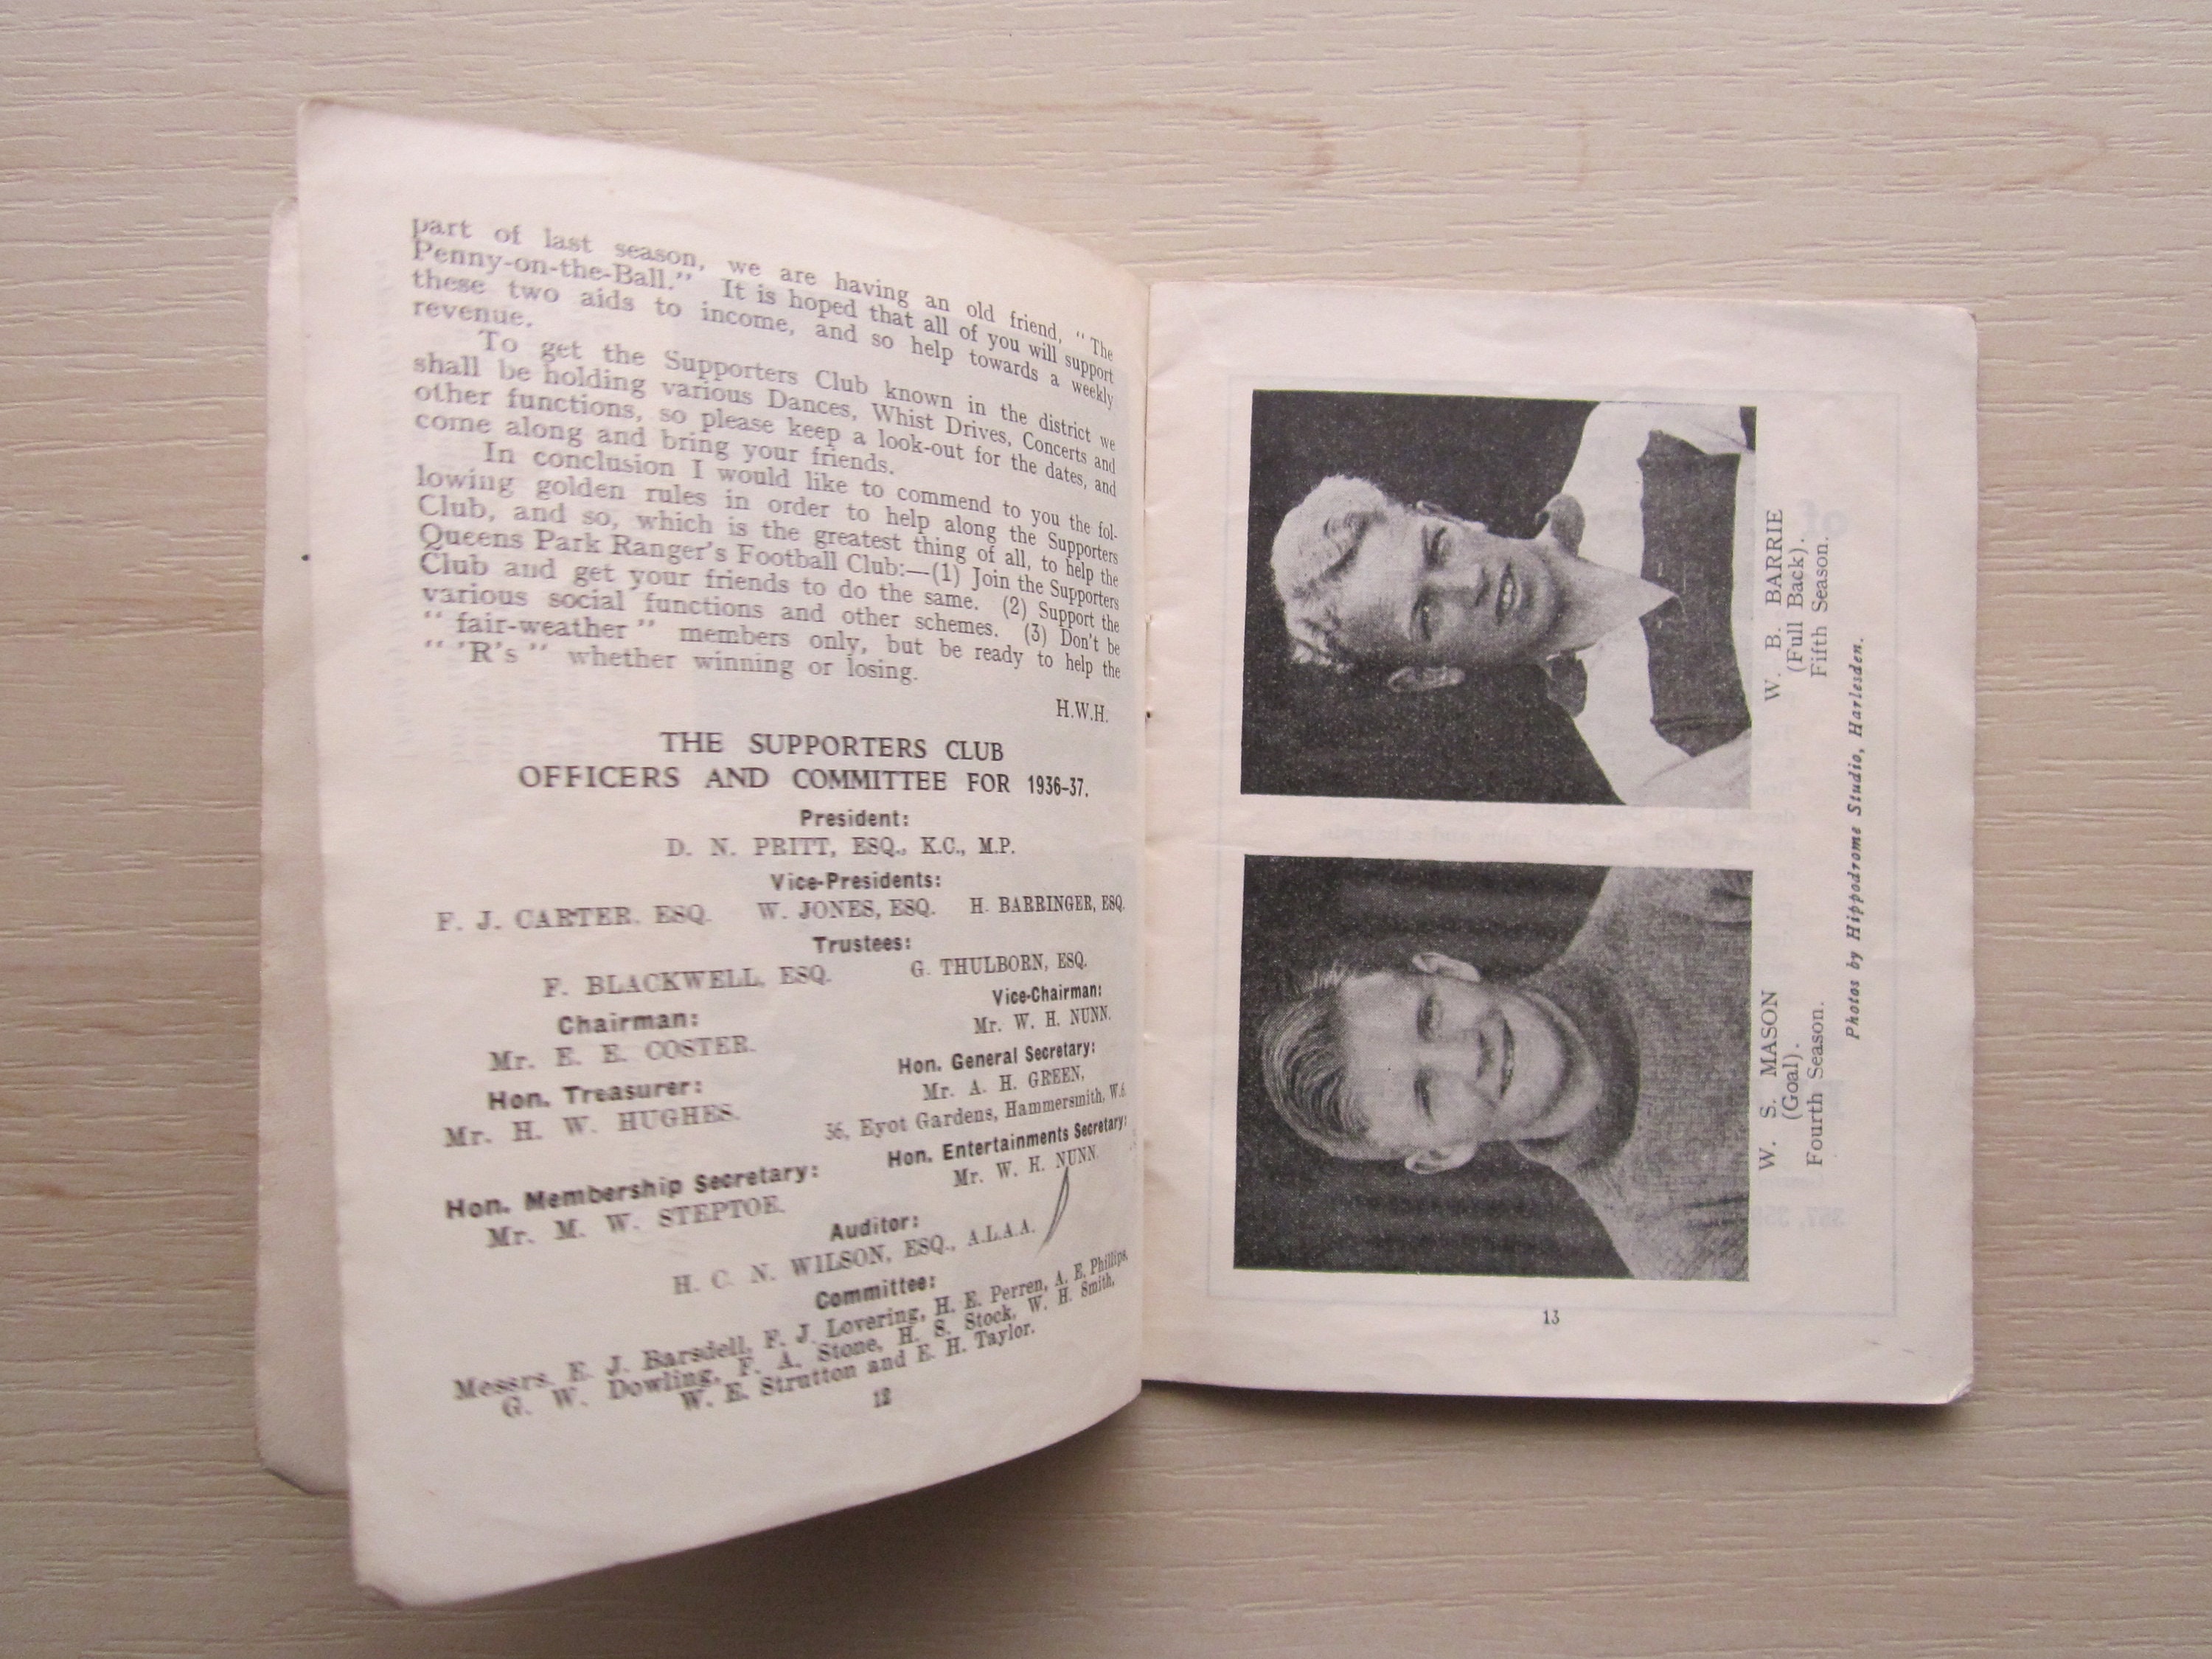 part of last season, we are having an old friend, "The
Penny-on-the-Ball." It is hoped that all of you will support
these two aids to income, and so help towards a weekly
revenue.
To get the Supporters Club known in the district we
shall be holding various Dances, Whist Drives, Concerts and
other functions, so please keep a look-out for the dates, and
come along and bring your friends.
In conclusion I would like to commend to you the fol-
lowing golden rules in order to help along the Supporters
Club, and so, which is the greatest thing of all, to help the
Queens Park Ranger's Football Club:—(1) Join the Supporters
Club and get your friends to do the same. (2) Support the
various social functions and other schemes. (3) Don't be
"fair-weather" members only, but be ready to help the
"'R's" whether winning or losing.
H.W.H.
THE SUPPORTERS CLUB
OFFICERS AND COMMITTEE FOR 1936-37.
President:
D. N. PRITT, ESQ., K.C., M.P.
Vice-Presidents:
F. J. CARTER, ESQ. W. JONES, ESQ. H. BARRINGER, ESQ.
Trustees:
F. BLACKWELL, ESQ. G. THULBORN, ESQ.
Chairman: Vice-Chairman:
Mr. E. E. COSTER. Mr. W. H. NUNN.
Hon. Treasurer: Hon. General Secretary:
Mr. H. W. HUGHES. Mr. A. H. GREEN,
36, Eyot Gardens, Hammersmith, W.6.
Hon. Membership Secretary: Hon. Entertainments Secretary:
Mr. M. W. STEPTOE. Mr. W. H. NUNN.
Auditor:
H. C. N. WILSON, ESQ., A.L.A.A.
Committee:
Messrs. E. J. Barsdell, F. J. Lovering, H. E. Perren, A. E. Phillips,
G. W. Dowling, F. A. Stone, H. S. Stock, W. H. Smith,
W. E. Strutton and E. H. Taylor.
12
W. S. MASON
(Goal).
Fourth Season.
W. B. BARRIE
(Full Back).
Fifth Season.
Photos by Hippodrome Studio, Harlesden.
13